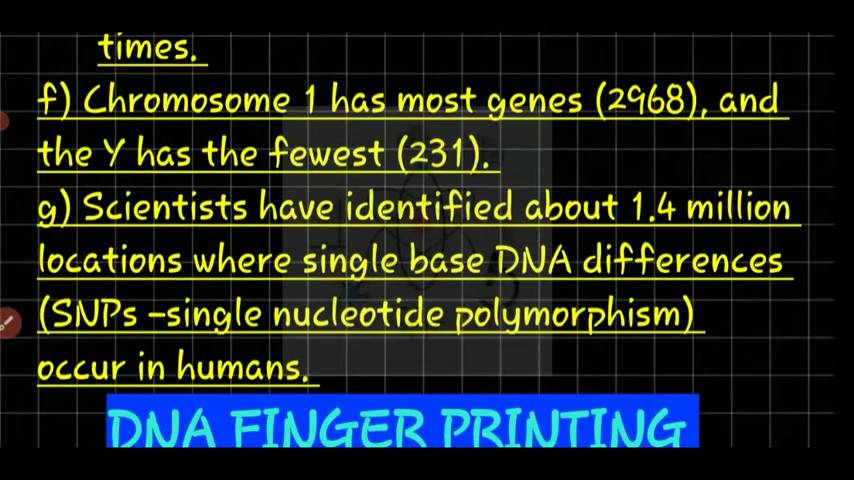 times.
f) Chromosome 1 has most genes (2968), and
the Y has the fewest (231).
g) Scientists have identified about 1.4 million
locations where single base DNA differences
(SNPs -single nucleotide polymorphism)
occur in humans.
DNA FINGER PRINTING